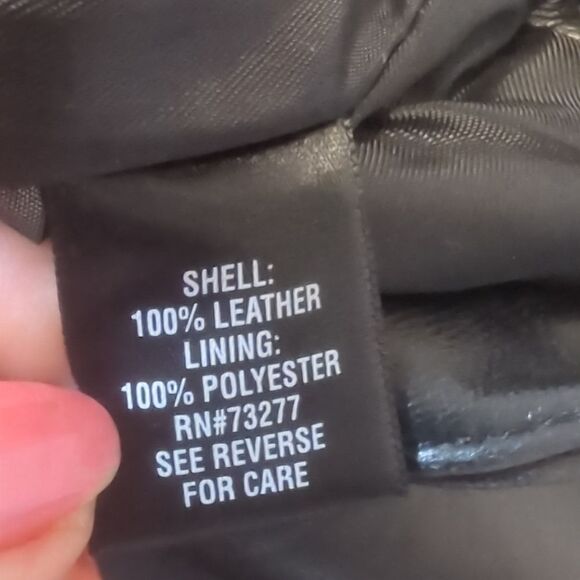 SHELL:
100% LEATHER
LINING:
100% POLYESTER
RN#73277
SEE REVERSE
FOR CARE